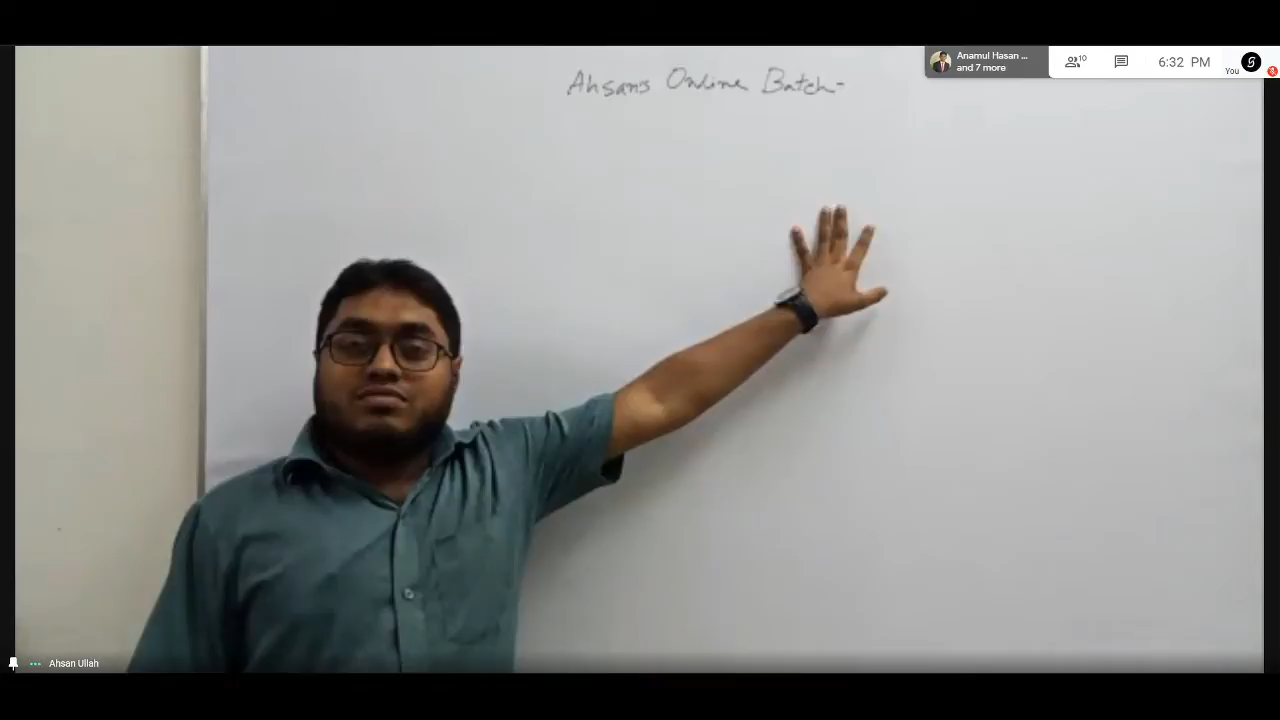 Ahsan's Online Batch-
Anamul Hasan ...
and 7 more
10
6:32 PM
You
Ahsan Ullah